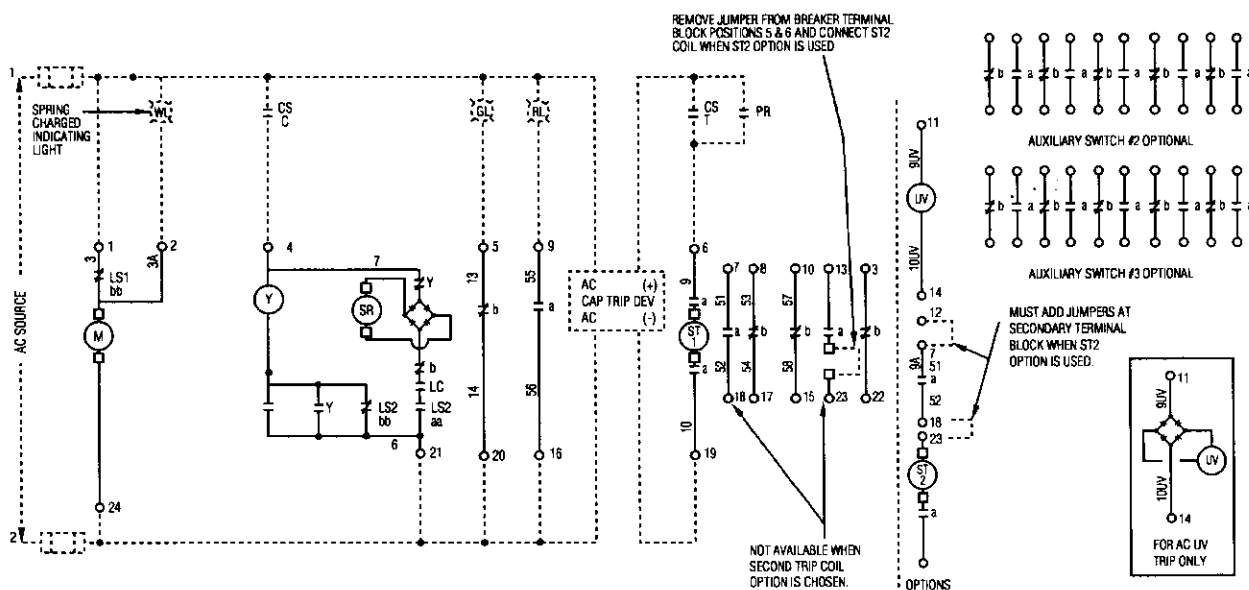 REMOVE JUMPER FROM BREAKER TERMINAL
BLOCK POSITIONS 5 & 6 AND CONNECT ST2
COIL WHEN ST2 OPTION IS USED
1
SPRING
CHARGED
INDICATING
LIGHT
WL
CS
C
GL
RL
CS
T
PR
b a b a b a b a b a
AUXILIARY SWITCH #2 OPTIONAL
11
9UV
UV
10UV
14
b a b a b a b a b a
AUXILIARY SWITCH #3 OPTIONAL
AC SOURCE
1
2
4
5
9
6
3
LS1
bb
3A
M
24
7
Y
Y
SR
b
LC
LS2
aa
Y
LS2
bb
6
21
13
b
14
20
55
a
56
16
AC (+)
CAP TRIP DEV
AC (-)
9
a
ST
1
a
10
19
7 8 10 13 3
51 53 57
a b b a b
52 54 58
18 17 15 23 22
12
7
9A
51
a
52
18
23
ST
2
a
MUST ADD JUMPERS AT
SECONDARY TERMINAL
BLOCK WHEN ST2
OPTION IS USED.
11
9UV
UV
10UV
14
FOR AC UV
TRIP ONLY
2
NOT AVAILABLE WHEN
SECOND TRIP COIL
OPTION IS CHOSEN.
OPTIONS